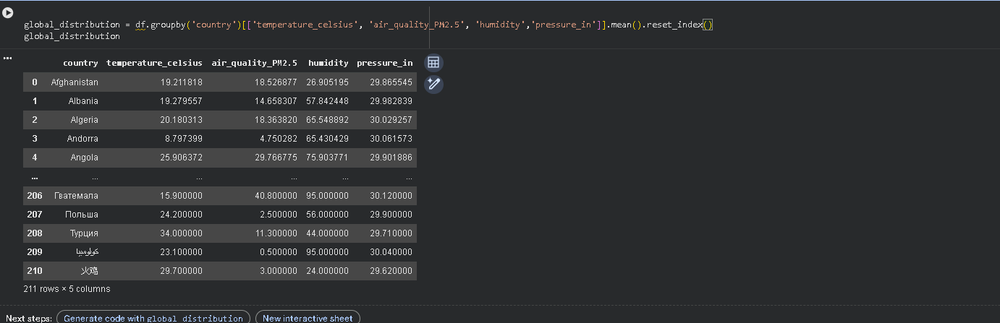 global_distribution = df.groupby('country')[['temperature_celsius', 'air_quality_PM2.5', 'humidity','pressure_in']].mean().reset_index()
global_distribution
country temperature_celsius air_quality_PM2.5 humidity pressure_in
0 Afghanistan 19.211818 18.526877 26.905195 29.865545
1 Albania 19.279557 14.658307 57.842448 29.982839
2 Algeria 20.180313 18.363820 65.548892 30.029257
3 Andorra 8.797399 4.750282 65.430429 30.061573
4 Angola 25.906372 29.766775 75.903771 29.901886
... ... ... ... ... ...
206 Гватемала 15.900000 40.800000 95.000000 30.120000
207 Польша 24.200000 2.500000 56.000000 29.900000
208 Турция 34.000000 11.300000 44.000000 29.710000
209 كولومبيا 23.100000 0.500000 95.000000 30.040000
210 火鸡 29.700000 3.000000 24.000000 29.620000
211 rows × 5 columns
Next steps: Generate code with global_distribution New interactive sheet